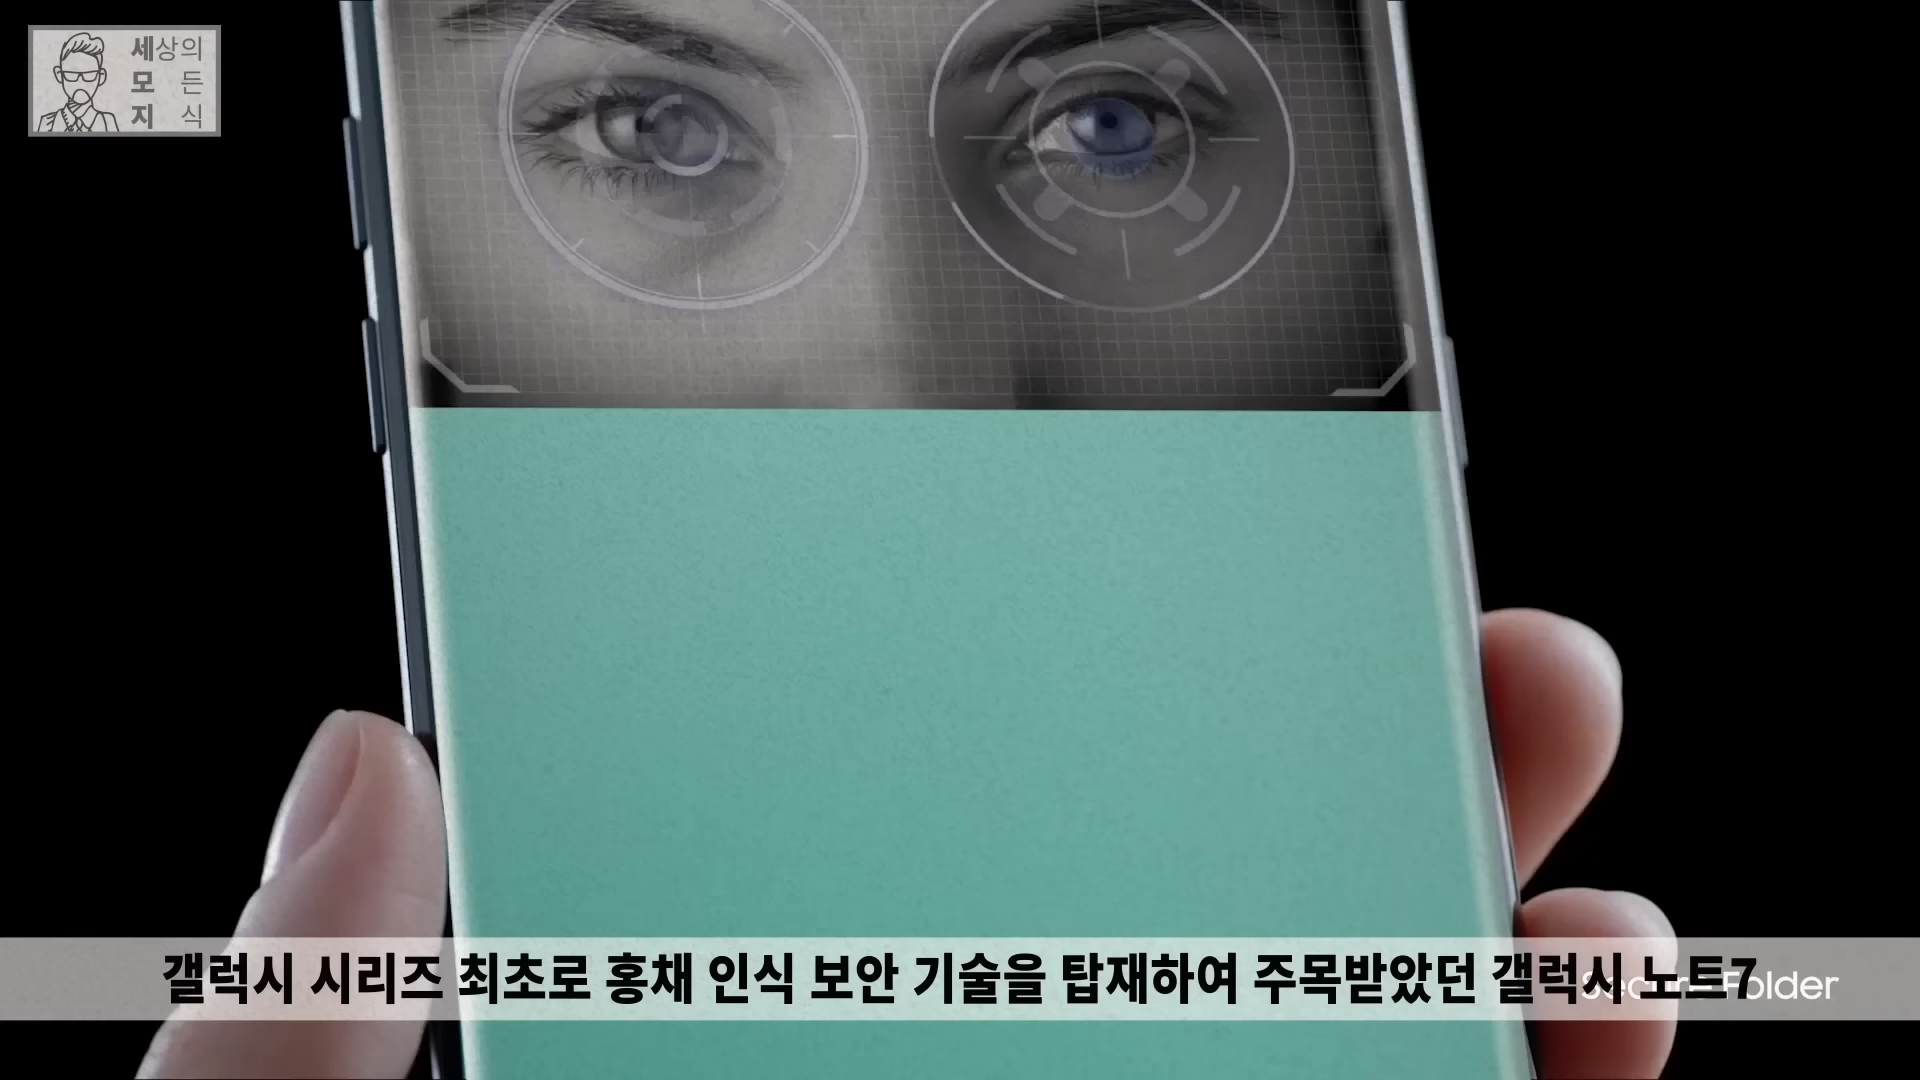 세상의
모든
지식
갤럭시 시리즈 최초로 홍채 인식 보안 기술을 탑재하여 주목받았던 갤럭시 노트7
Secure Folder